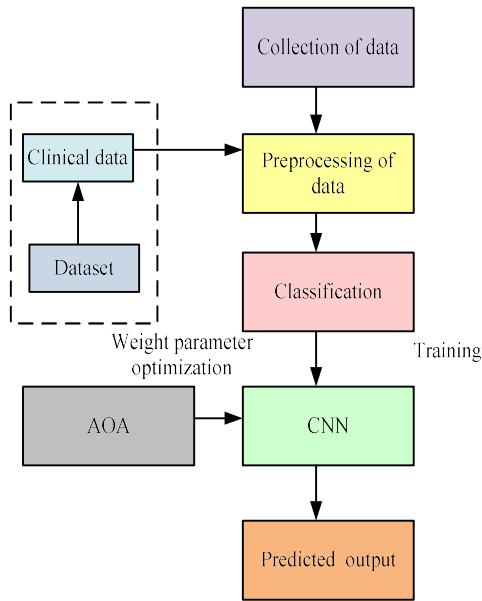 Collection of data
Clinical data
Preprocessing of
data
Dataset
Classification
Weight parameter
optimization
Training
AOA
CNN
Predicted output